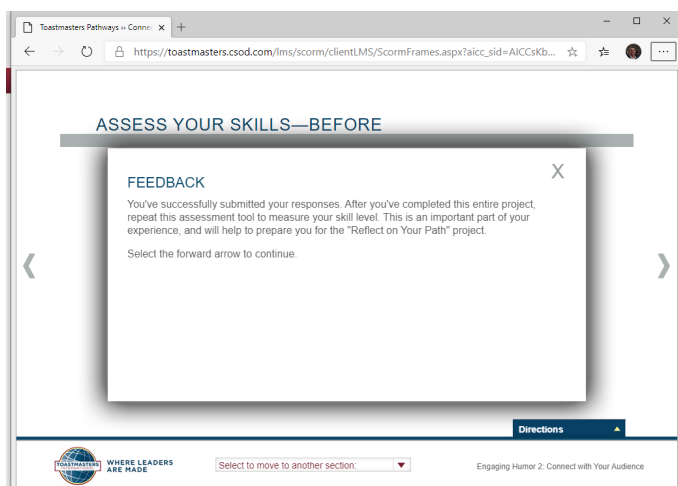 Toastmasters Pathways » Connec
https://toastmasters.csod.com/lms/scorm/clientLMS/ScormFrames.aspx?aicc_sid=AICCsKb...
ASSESS YOUR SKILLS—BEFORE
X
FEEDBACK
You've successfully submitted your responses. After you've completed this entire project,
repeat this assessment tool to measure your skill level. This is an important part of your
experience, and will help to prepare you for the "Reflect on Your Path" project.
Select the forward arrow to continue.
Directions
TOASTMASTERS
INTERNATIONAL
WHERE LEADERS
ARE MADE
Select to move to another section:
Engaging Humor 2: Connect with Your Audience